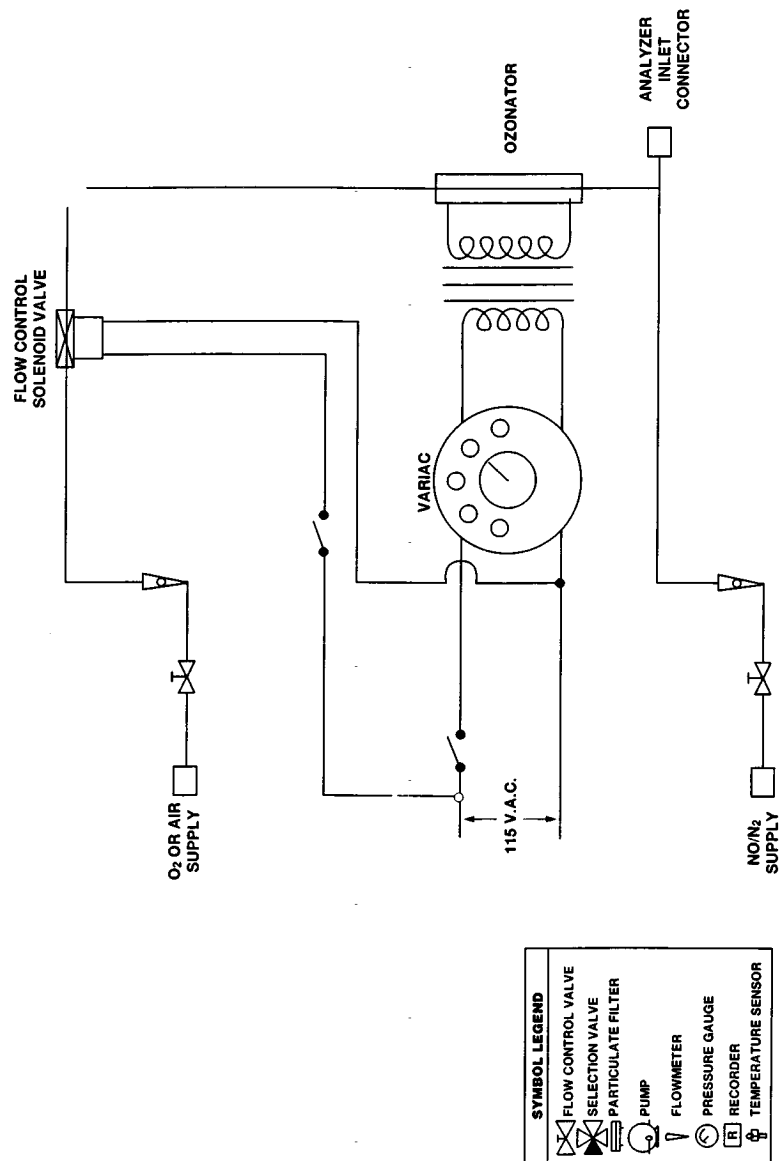 FLOW CONTROL
SOLENOID VALVE
O₂ OR AIR
SUPPLY
VARIAC
OZONATOR
115 V.A.C.
ANALYZER
INLET
CONNECTOR
NO/N₂
SUPPLY
SYMBOL LEGEND
FLOW CONTROL VALVE
SELECTION VALVE
PARTICULATE FILTER
PUMP
FLOWMETER
PRESSURE GAUGE
R RECORDER
TEMPERATURE SENSOR